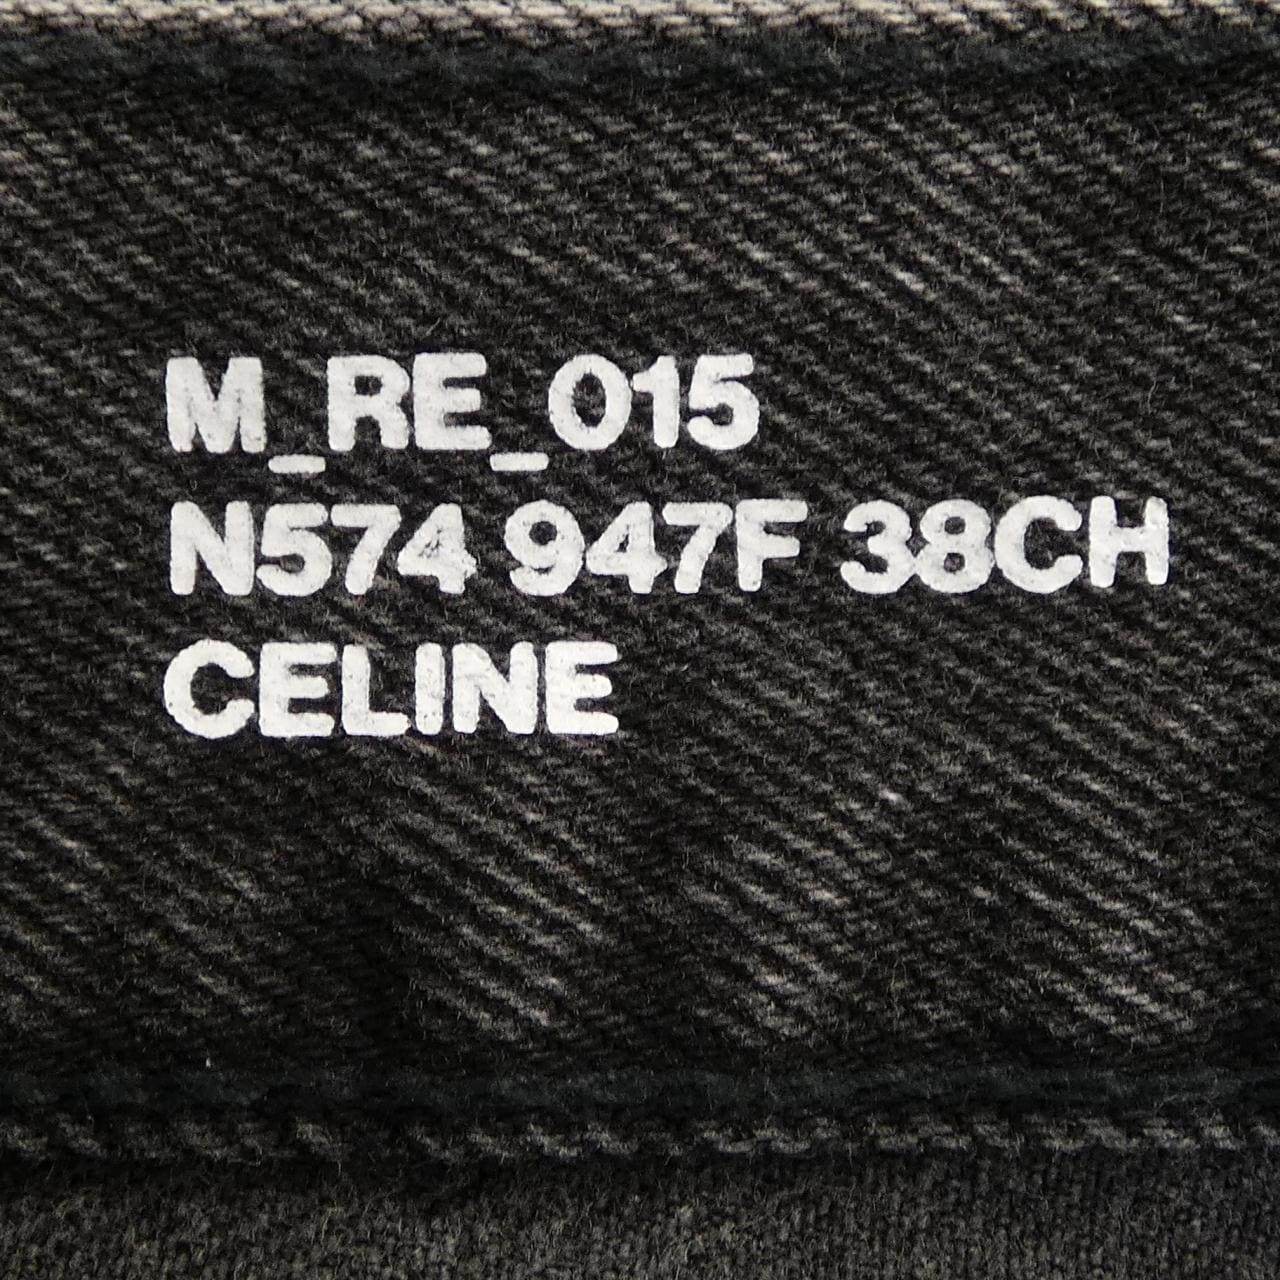 M_RE_015
N574 947F 38CH
CELINE